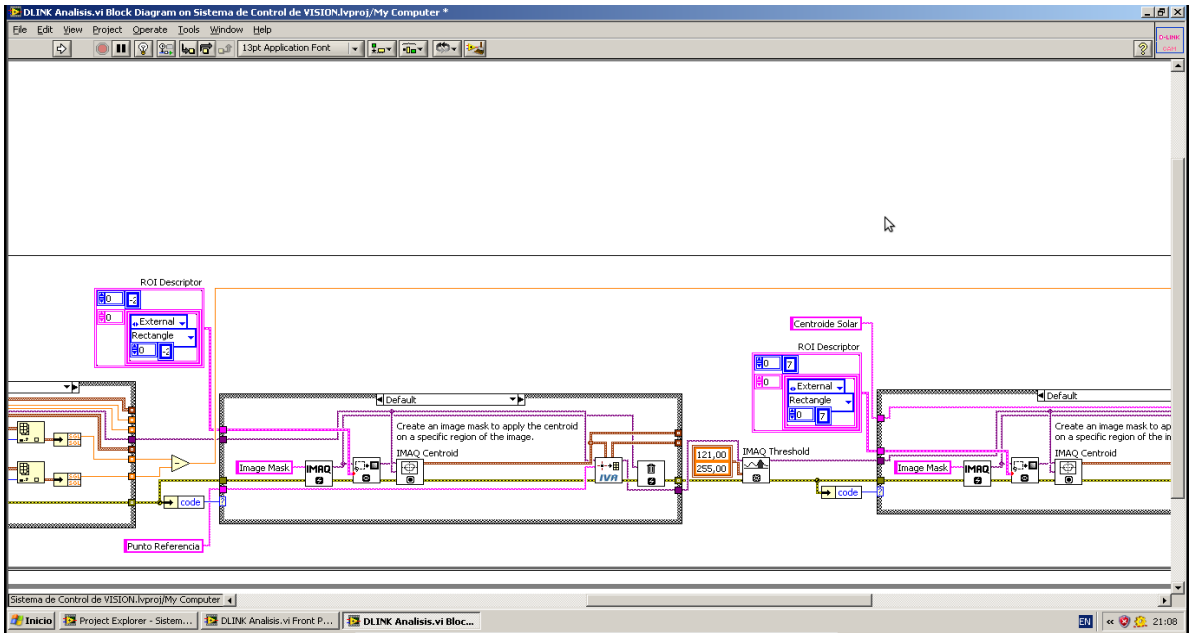 DLINK Analisis.vi Block Diagram on Sistema de Control de VISION.lvproj/My Computer *
File Edit View Project Operate Tools Window Help
13pt Application Font
D-LINK
CAM
ROI Descriptor
0 -2
0
External
Rectangle
0 -2
Centroide Solar
ROI Descriptor
0 7
0
External
Rectangle
0 7
Default
Default
Create an image mask to apply the centroid
on a specific region of the image.
IMAQ Centroid
Image Mask
IMAQ
IVA
121,00
255,00
IMAQ Threshold
Create an image mask to ap
on a specific region of the in
IMAQ Centroid
Image Mask
IMAQ
code
code
Punto Referencia
Sistema de Control de VISION.lvproj/My Computer
Inicio
Project Explorer - Sistem...
DLINK Analisis.vi Front P...
DLINK Analisis.vi Bloc...
EN
21:08